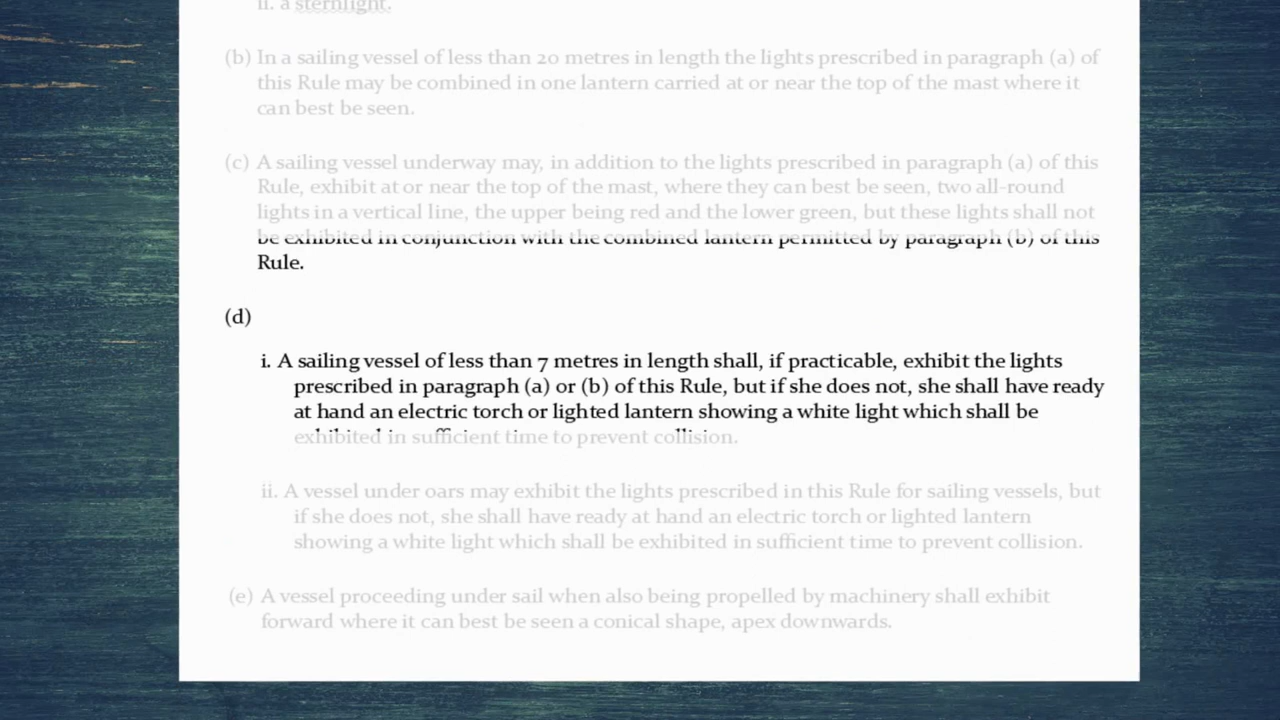 ii. a sternlight.
(b) In a sailing vessel of less than 20 metres in length the lights prescribed in paragraph (a) of
this Rule may be combined in one lantern carried at or near the top of the mast where it
can best be seen.
(c) A sailing vessel underway may, in addition to the lights prescribed in paragraph (a) of this
Rule, exhibit at or near the top of the mast, where they can best be seen, two all-round
lights in a vertical line, the upper being red and the lower green, but these lights shall not
be exhibited in conjunction with the combined lantern permitted by paragraph (b) of this
Rule.
(d)
i. A sailing vessel of less than 7 metres in length shall, if practicable, exhibit the lights
prescribed in paragraph (a) or (b) of this Rule, but if she does not, she shall have ready
at hand an electric torch or lighted lantern showing a white light which shall be
exhibited in sufficient time to prevent collision.
ii. A vessel under oars may exhibit the lights prescribed in this Rule for sailing vessels, but
if she does not, she shall have ready at hand an electric torch or lighted lantern
showing a white light which shall be exhibited in sufficient time to prevent collision.
(e) A vessel proceeding under sail when also being propelled by machinery shall exhibit
forward where it can best be seen a conical shape, apex downwards.